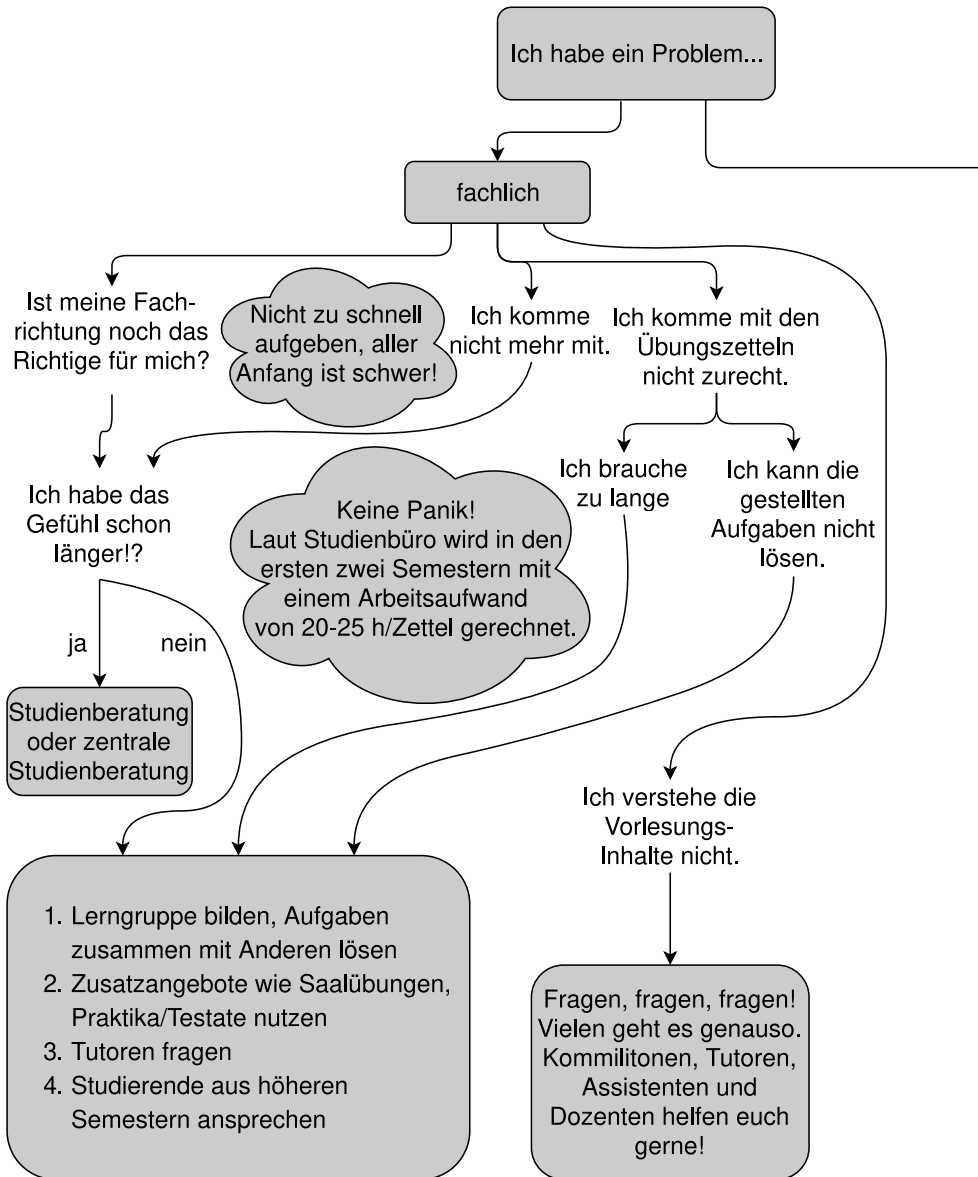 Ich habe ein Problem...
fachlich
Ist meine Fach-
richtung noch das
Richtige für mich?
Nicht zu schnell
aufgeben, aller
Anfang ist schwer!
Ich komme
nicht mehr mit.
Ich komme mit den
Übungszetteln
nicht zurecht.
Ich habe das
Gefühl schon
länger!?
Keine Panik!
Laut Studienbüro wird in den
ersten zwei Semestern mit
einem Arbeitsaufwand
von 20-25 h/Zettel gerechnet.
Ich brauche
zu lange
Ich kann die
gestellten
Aufgaben nicht
lösen.
ja
nein
Studienberatung
oder zentrale
Studienberatung
Ich verstehe die
Vorlesungs-
Inhalte nicht.
1. Lerngruppe bilden, Aufgaben
zusammen mit Anderen lösen
2. Zusatzangebote wie Saalübungen,
Praktika/Testate nutzen
3. Tutoren fragen
4. Studierende aus höheren
Semestern ansprechen
Fragen, fragen, fragen!
Vielen geht es genauso.
Kommilitonen, Tutoren,
Assistenten und
Dozenten helfen euch
gerne!